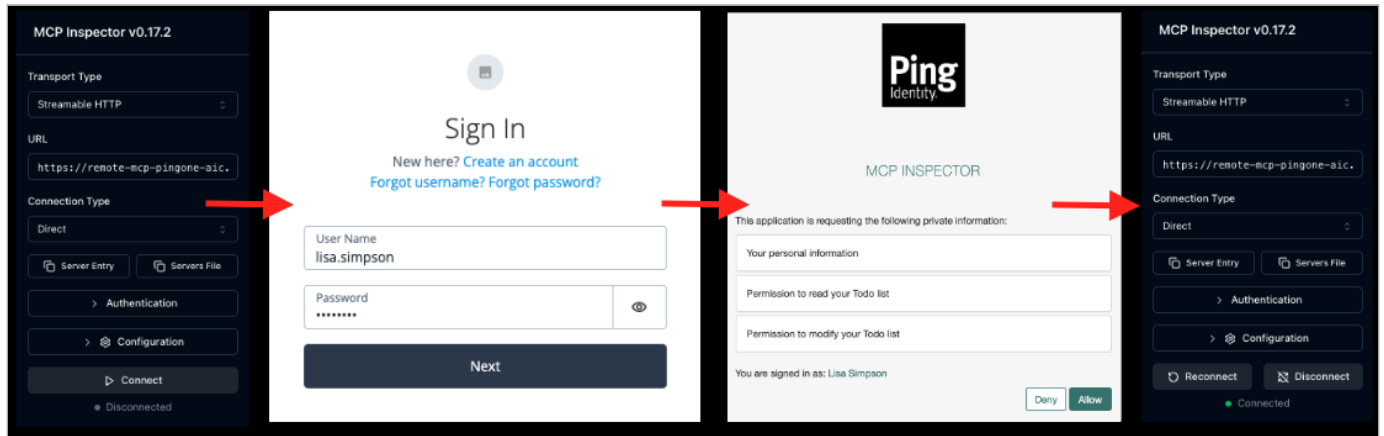 MCP Inspector v0.17.2
Transport Type
Streamable HTTP
URL
https://remote-mcp-pingone-aic.
Connection Type
Direct
Server Entry
Servers File
Authentication
Configuration
Connect
Disconnected
Sign In
New here? Create an account
Forgot username? Forgot password?
User Name
lisa.simpson
Password
••••••••
Next
Ping
Identity.
MCP INSPECTOR
This application is requesting the following private information:
Your personal information
Permission to read your Todo list
Permission to modify your Todo list
You are signed in as: Lisa Simpson
Deny
Allow
MCP Inspector v0.17.2
Transport Type
Streamable HTTP
URL
https://remote-mcp-pingone-aic.
Connection Type
Direct
Server Entry
Servers File
Authentication
Configuration
Reconnect
Disconnect
Connected